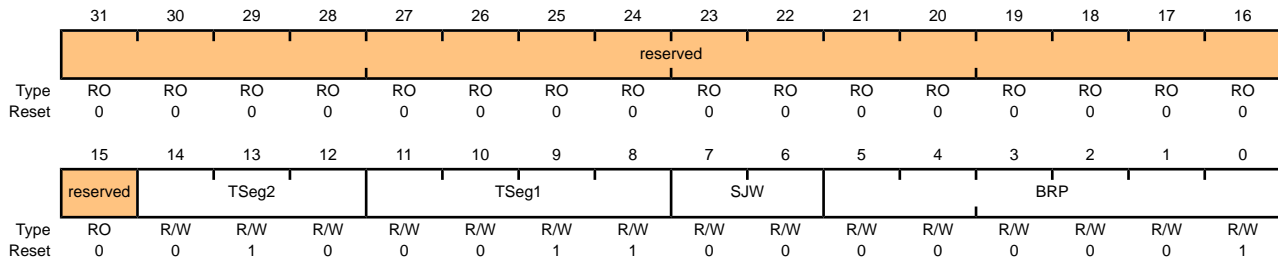 31 30 29 28 27 26 25 24 23 22 21 20 19 18 17 16
reserved
Type RO RO RO RO RO RO RO RO RO RO RO RO RO RO RO RO
Reset 0 0 0 0 0 0 0 0 0 0 0 0 0 0 0 0
15 14 13 12 11 10 9 8 7 6 5 4 3 2 1 0
reserved TSeg2 TSeg1 SJW BRP
Type RO R/W R/W R/W R/W R/W R/W R/W R/W R/W R/W R/W R/W R/W R/W R/W
Reset 0 0 1 0 0 0 1 1 0 0 0 0 0 0 0 1